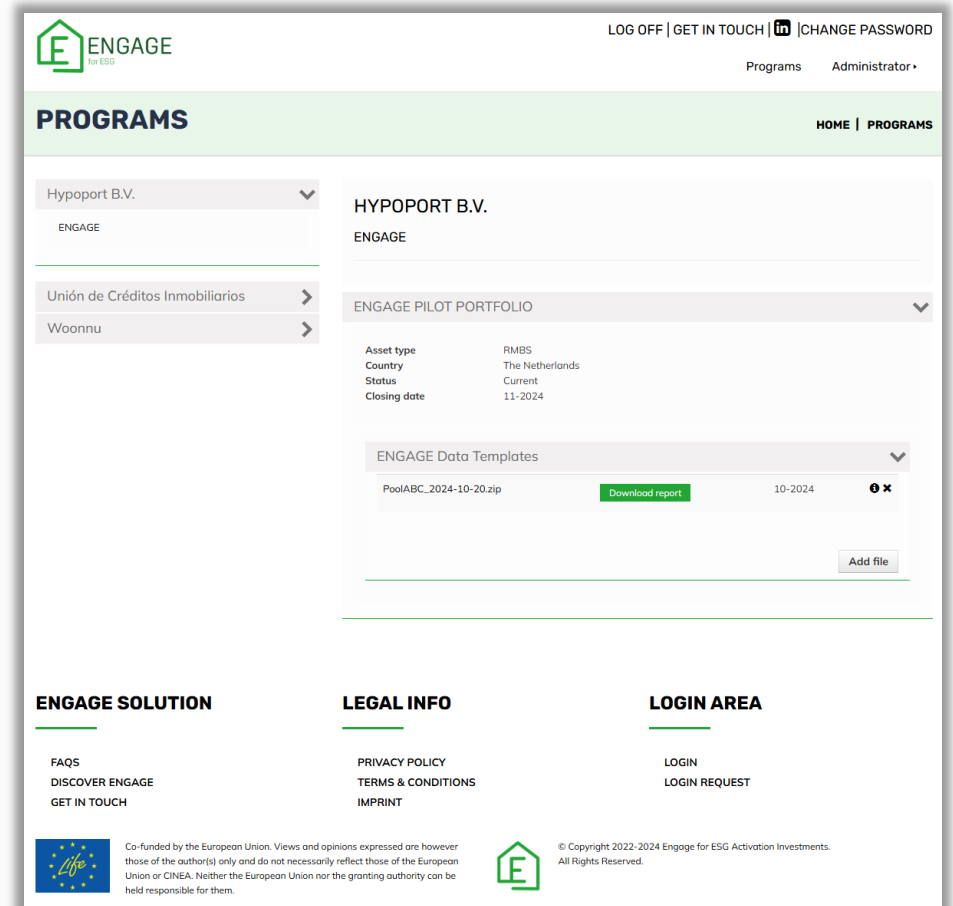 ENGAGE
for ESG
LOG OFF | GET IN TOUCH | in | CHANGE PASSWORD
Programs Administrator
PROGRAMS
HOME | PROGRAMS
Hypoport B.V.
ENGAGE
Unión de Créditos Inmobiliarios
Woonnu
HYPOPORT B.V.
ENGAGE
ENGAGE PILOT PORTFOLIO
Asset type RMBS
Country The Netherlands
Status Current
Closing date 11-2024
ENGAGE Data Templates
PoolABC_2024-10-20.zip Download report 10-2024
Add file
ENGAGE SOLUTION
FAQS
DISCOVER ENGAGE
GET IN TOUCH
LEGAL INFO
PRIVACY POLICY
TERMS & CONDITIONS
IMPRINT
LOGIN AREA
LOGIN
LOGIN REQUEST
Life
Co-funded by the European Union. Views and opinions expressed are however
those of the author(s) only and do not necessarily reflect those of the European
Union or CINEA. Neither the European Union nor the granting authority can be
held responsible for them.
© Copyright 2022-2024 Engage for ESG Activation Investments.
All Rights Reserved.